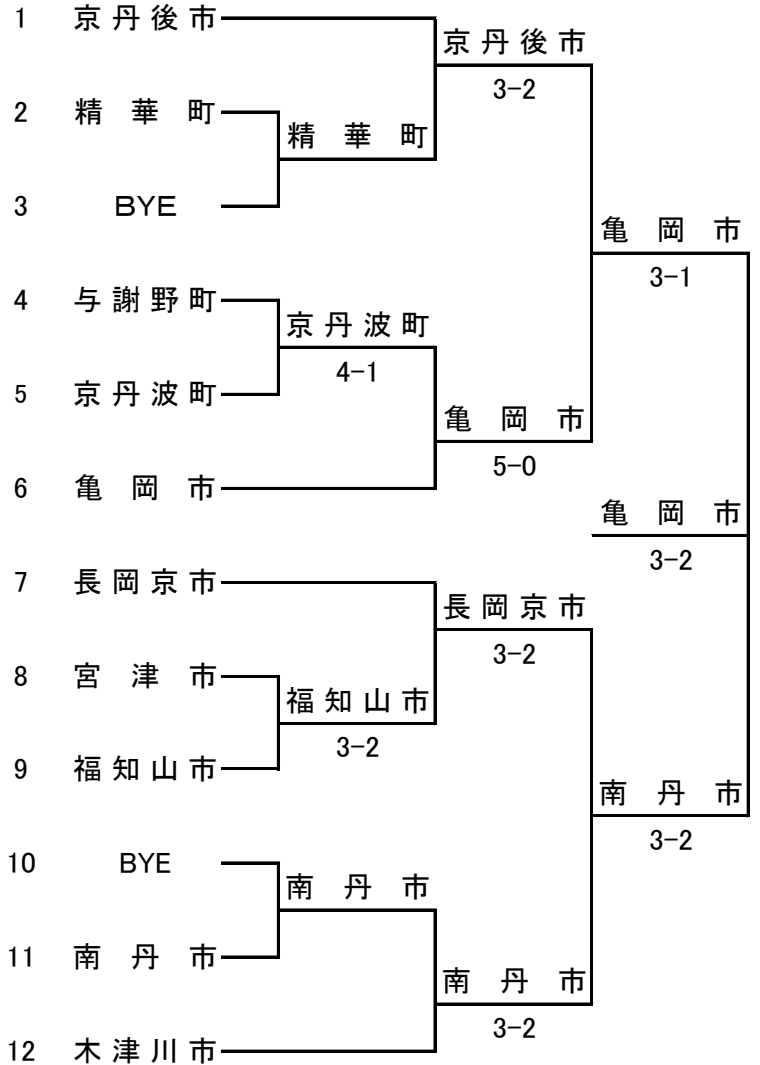 1 京丹後市
京丹後市
3-2
2 精華町
精華町
3 BYE
亀岡市
3-1
4 与謝野町
京丹波町
4-1
5 京丹波町
亀岡市
5-0
6 亀岡市
亀岡市
3-2
7 長岡京市
長岡京市
3-2
8 宮津市
福知山市
3-2
9 福知山市
南丹市
3-2
10 BYE
南丹市
11 南丹市
南丹市
3-2
12 木津川市